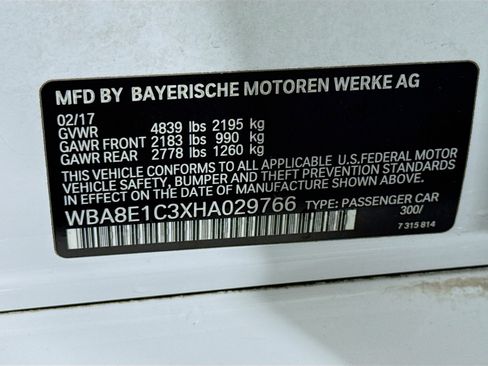 MFD BY BAYERISCHE MOTOREN WERKE AG
02/17
GVWR 4839 lbs 2195 kg
GAWR FRONT 2183 lbs 990 kg
GAWR REAR 2778 lbs 1260 kg
THIS VEHICLE CONFORMS TO ALL APPLICABLE U.S.FEDERAL MOTOR
VEHICLE SAFETY, BUMPER, AND THEFT PREVENTION STANDARDS IN
EFFECT ON THE DATE OF MANUFACTURE SHOWN ABOVE.
WBA8E1C3XHA029766 TYPE: PASSENGER CAR
300/
7 315 814